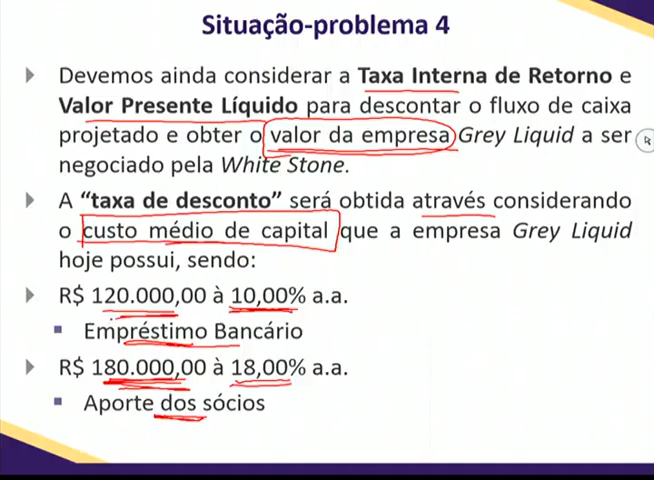 Situação-problema 4
Devemos ainda considerar a Taxa Interna de Retorno e
Valor Presente Líquido para descontar o fluxo de caixa
projetado e obter o valor da empresa Grey Liquid a ser
negociado pela White Stone.
A “taxa de desconto” será obtida através considerando
o custo médio de capital que a empresa Grey Liquid
hoje possui, sendo:
R$ 120.000,00 à 10,00% a.a.
Empréstimo Bancário
R$ 180.000,00 à 18,00% a.a.
Aporte dos sócios